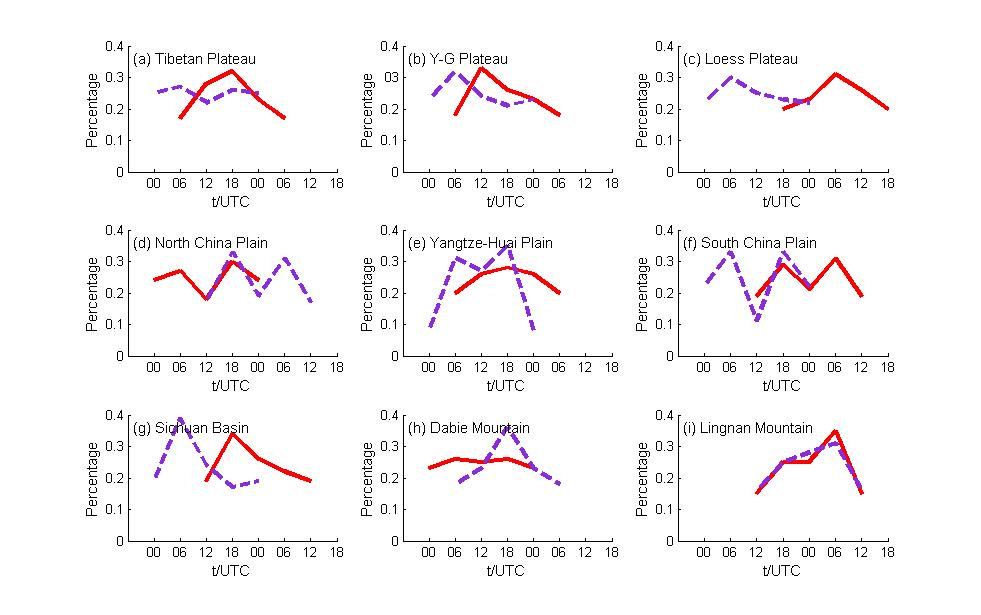 0.4
(a) Tibetan Plateau
0.3
0.2
0.1
0
Percentage
00 06 12 18 00 06 12 18
t/UTC
0.4
(b) Y-G Plateau
03
0.2
0.1
0
Percentage
00 06 12 18 00 06 12 18
t/UTC
0.4
(c) Loess Plateau
0.3
0.2
0.1
0
Percentage
00 06 12 18 00 06 12 18
t/UTC
0.4
(d) North China Plain
0.3
0.2
0.1
0
Percentage
00 06 12 18 00 06 12 18
t/UTC
0.4
(e) Yangtze-Huai Plain
0.3
0.2
0.1
0
Percentage
00 06 12 18 00 06 12 18
t/UTC
0.4
(f) South China Plain
0.3
0.2
0.1
0
Percentage
00 06 12 18 00 06 12 18
t/UTC
0.4
(g) Sichuan Basin
0.3
0.2
0.1
0
Percentage
00 06 12 18 00 06 12 18
t/UTC
0.4
(h) Dabie Mountain
0.3
0.2
0.1
0
Percentage
00 06 12 18 00 06 12 18
t/UTC
0.4
(i) Lingnan Mountain
0.3
0.2
0.1
0
Percentage
00 06 12 18 00 06 12 18
t/UTC